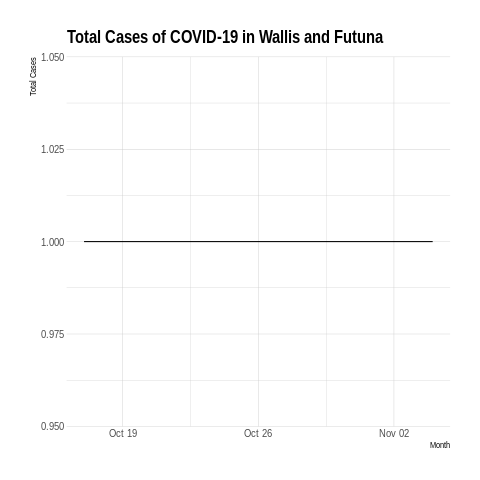 Total Cases of COVID-19 in Wallis and Futuna
Total Cases
1.050
1.025
1.000
0.975
0.950
Oct 19 Oct 26 Nov 02
Month